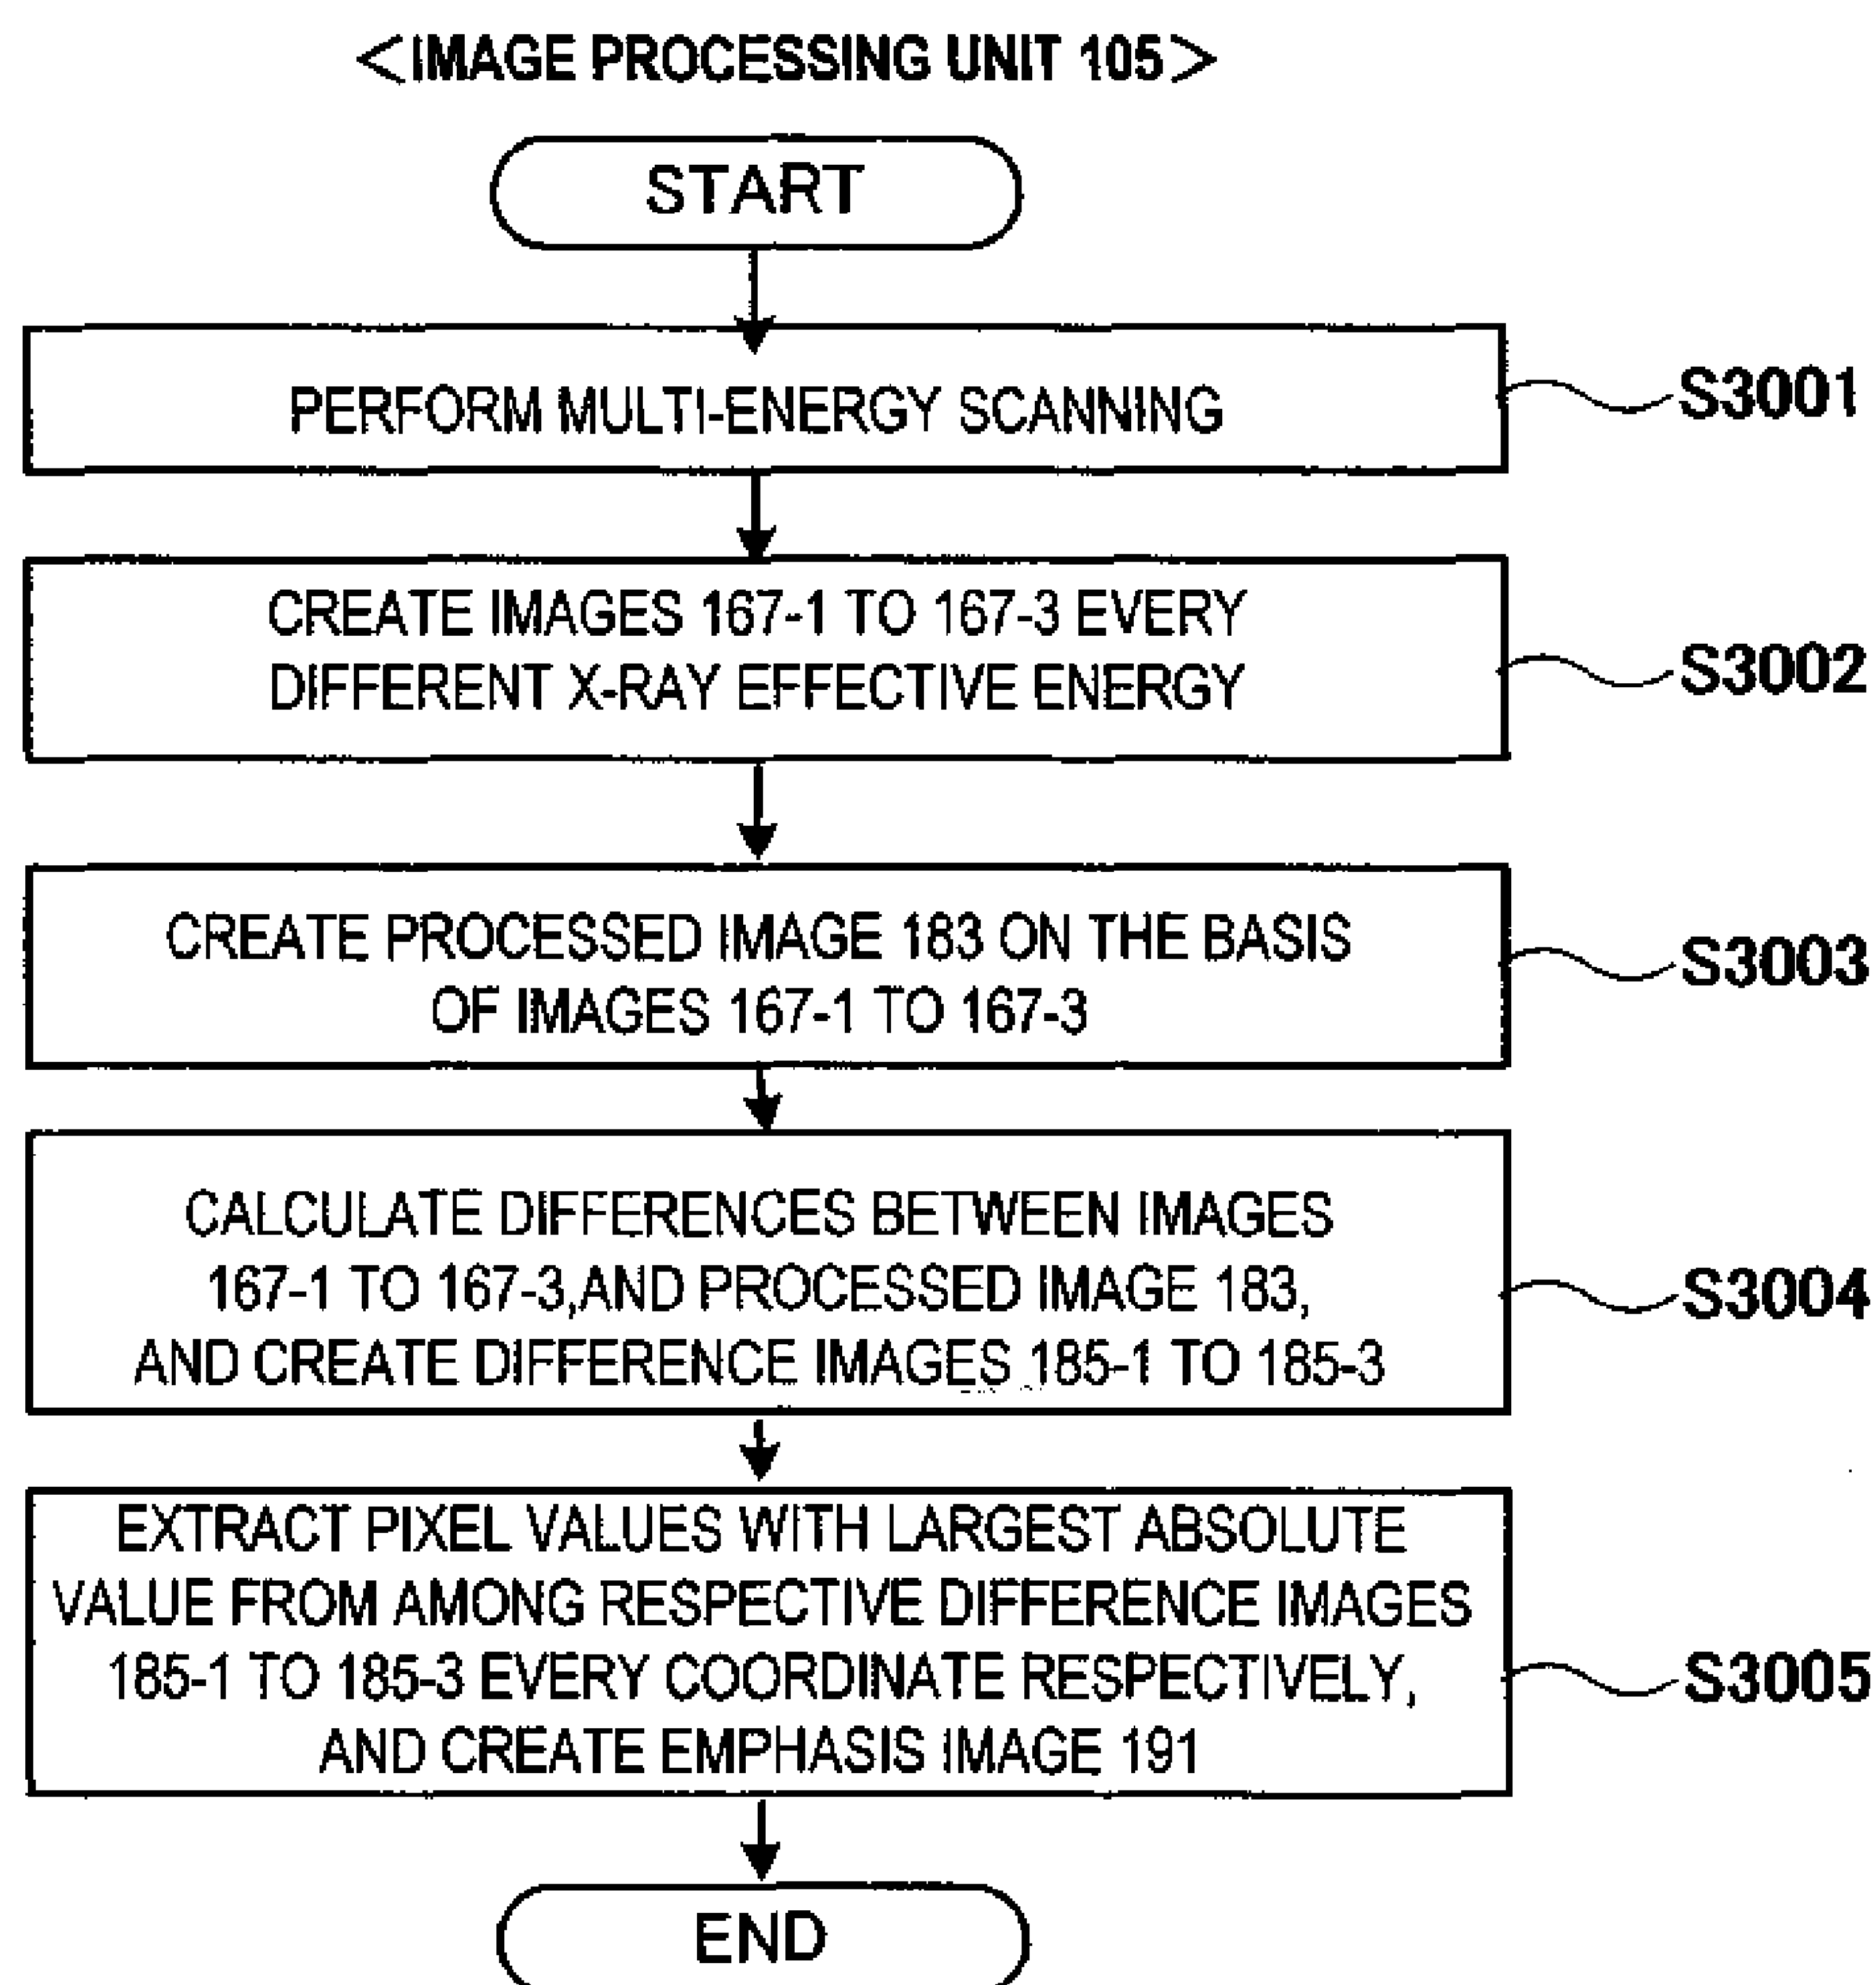 <IMAGE PROCESSING UNIT 105>
START
PERFORM MULTI-ENERGY SCANNING
S3001
CREATE IMAGES 167-1 TO 167-3 EVERY
DIFFERENT X-RAY EFFECTIVE ENERGY
S3002
CREATE PROCESSED IMAGE 183 ON THE BASIS
OF IMAGES 167-1 TO 167-3
S3003
CALCULATE DIFFERENCES BETWEEN IMAGES
167-1 TO 167-3,AND PROCESSED IMAGE 183,
AND CREATE DIFFERENCE IMAGES 185-1 TO 185-3
S3004
EXTRACT PIXEL VALUES WITH LARGEST ABSOLUTE
VALUE FROM AMONG RESPECTIVE DIFFERENCE IMAGES
185-1 TO 185-3 EVERY COORDINATE RESPECTIVELY,
AND CREATE EMPHASIS IMAGE 191
S3005
END